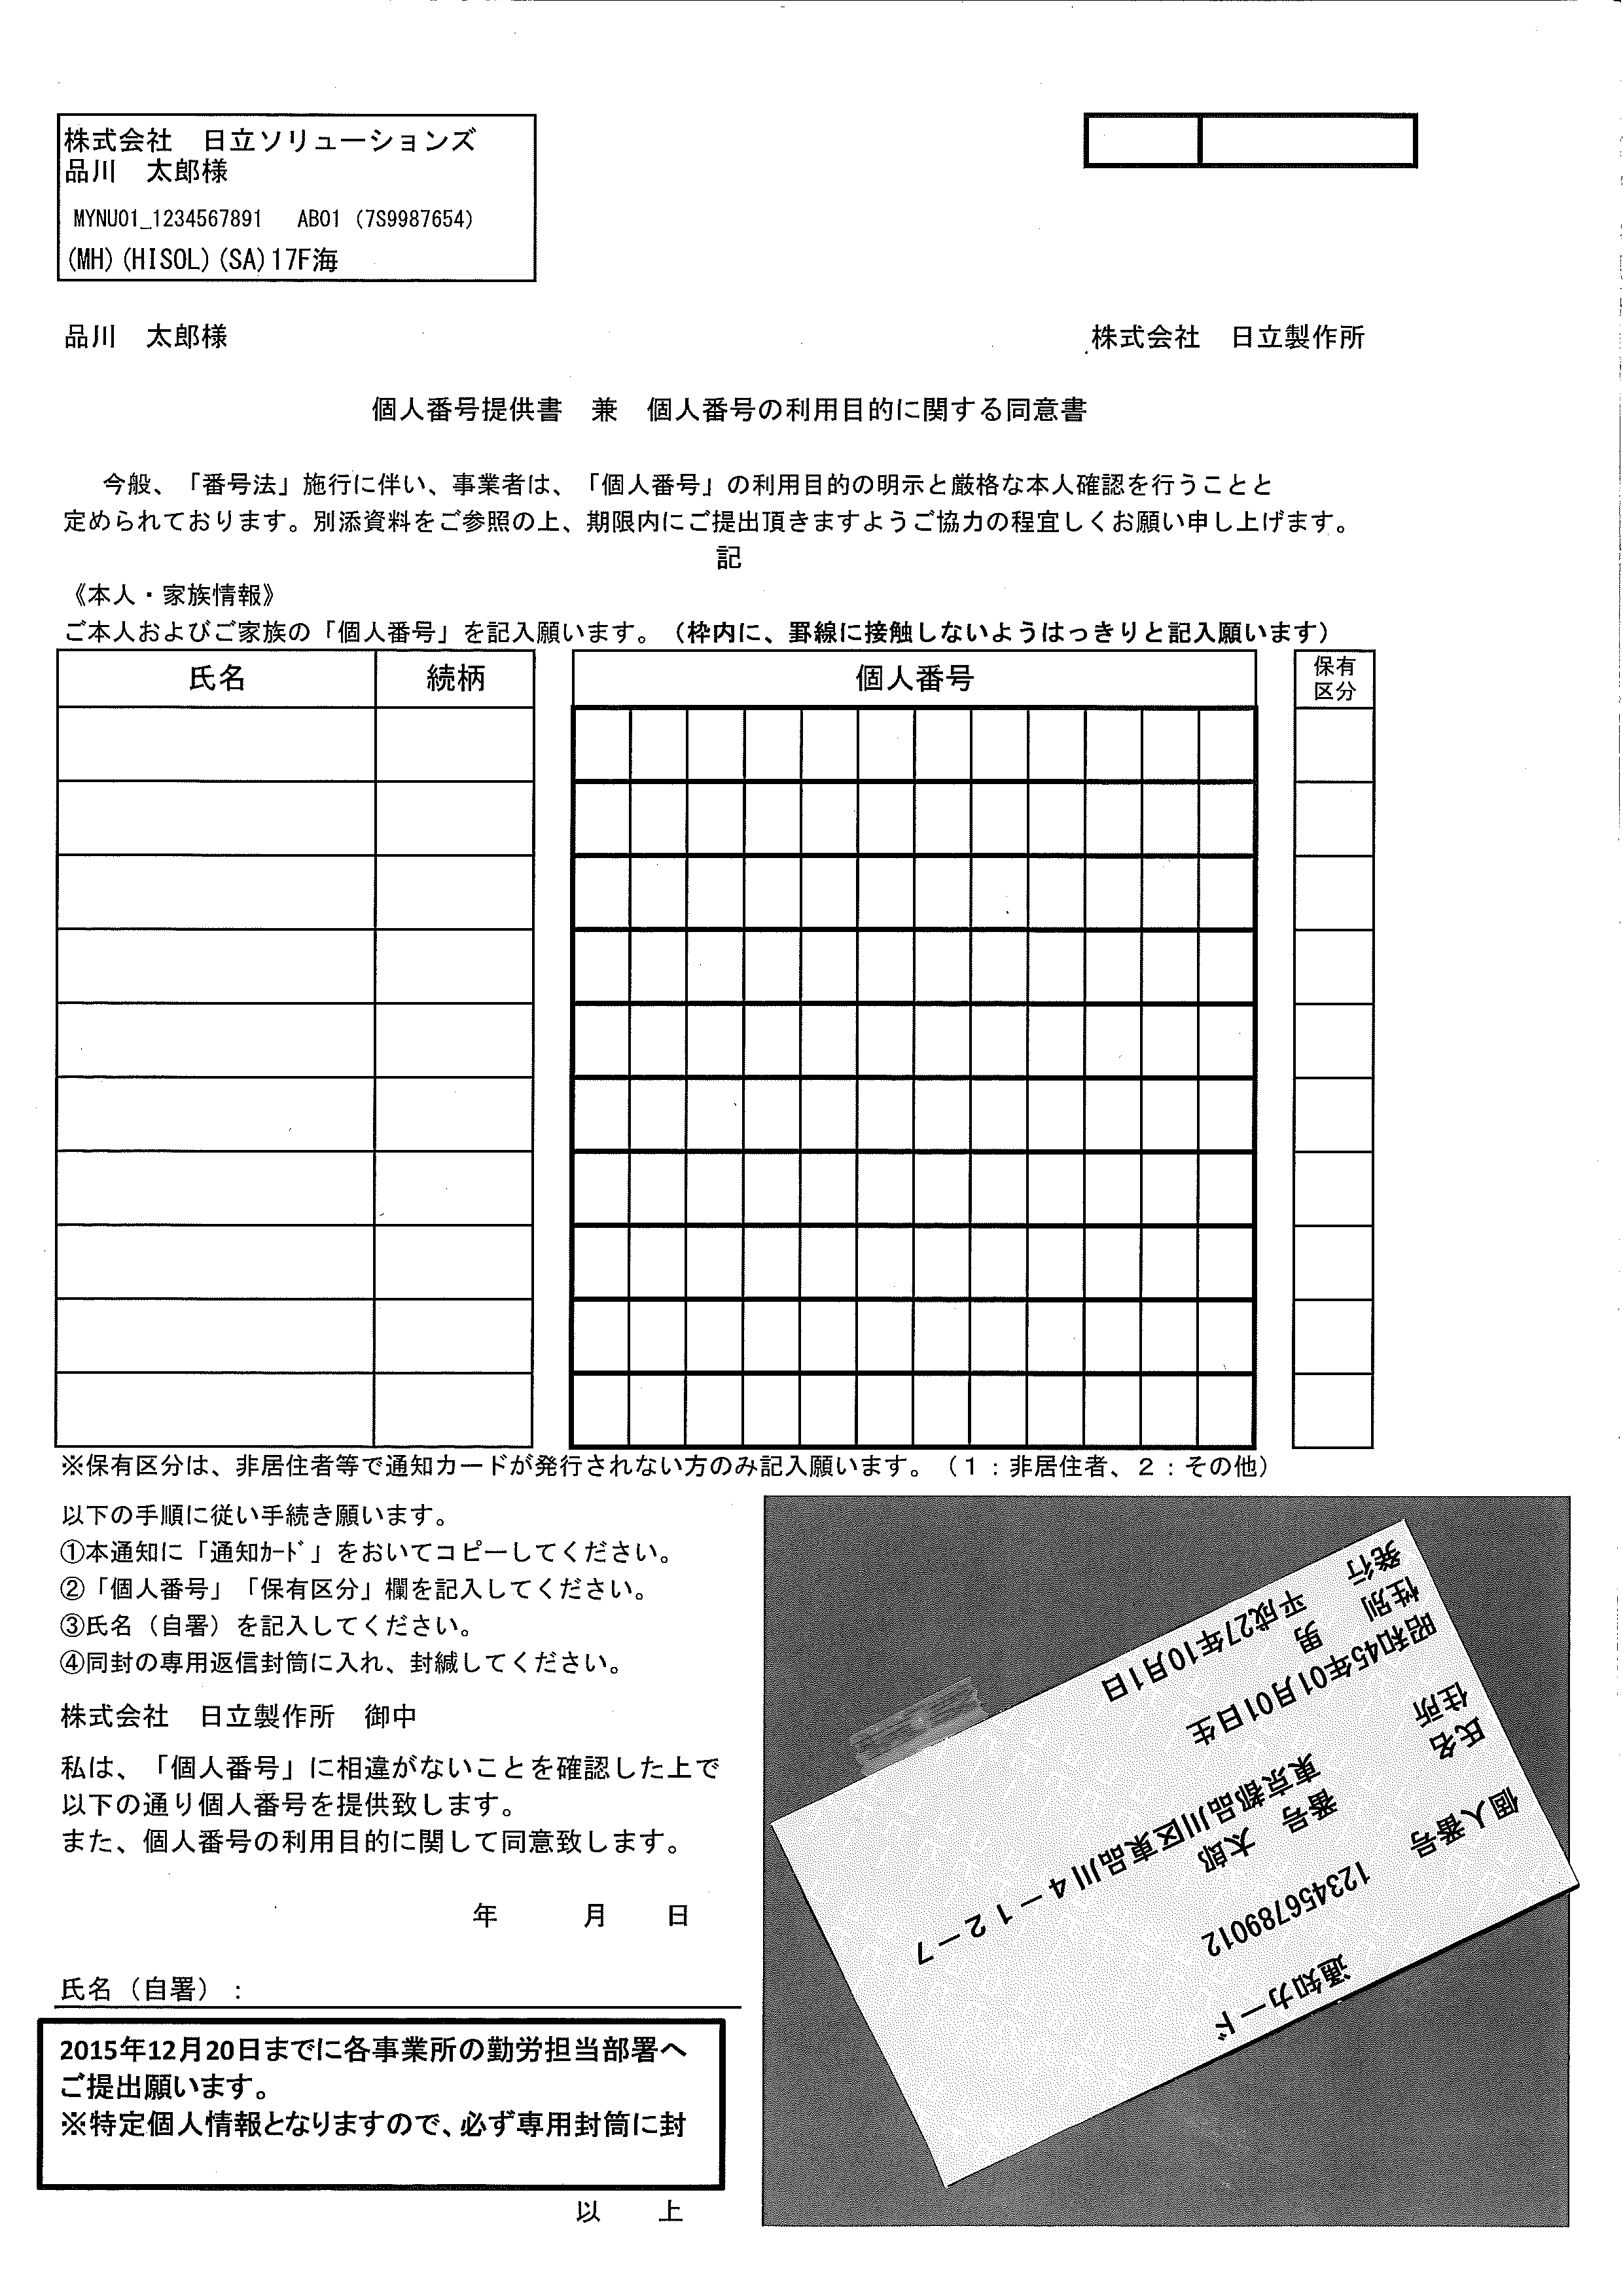 株式会社　日立ソリューションズ
品川　太郎様
MYNU01_1234567891　AB01 (7S9987654)
(MH)(HISOL)(SA)17F海
品川　太郎様
株式会社　日立製作所
個人番号提供書　兼　個人番号の利用目的に関する同意書
今般、「番号法」施行に伴い、事業者は、「個人番号」の利用目的の明示と厳格な本人確認を行うことと
定められております。別添資料をご参照の上、期限内にご提出頂きますようご協力の程宜しくお願い申し上げます。
記
《本人・家族情報》
ご本人およびご家族の「個人番号」を記入願います。（枠内に、罫線に接触しないようはっきりと記入願います）
氏名　続柄　個人番号　保有
区分
※保有区分は、非居住者等で通知カードが発行されない方のみ記入願います。（１：非居住者、２：その他）
以下の手順に従い手続き願います。
①本通知に「通知ｶｰﾄﾞ」をおいてコピーしてください。
②「個人番号」「保有区分」欄を記入してください。
③氏名（自署）を記入してください。
④同封の専用返信封筒に入れ、封緘してください。
株式会社　日立製作所　御中
私は、「個人番号」に相違がないことを確認した上で
以下の通り個人番号を提供致します。
また、個人番号の利用目的に関して同意致します。
年　月　日
氏名（自署）：
2015年12月20日までに各事業所の勤労担当部署へ
ご提出願います。
※特定個人情報となりますので、必ず専用封筒に封
以　上
通知カード
個人番号　123456789012
氏名　番号　太郎
住所　東京都品川区東品川４－１２－７
昭和45年01月01日生
性別　男
発行　平成27年10月1日